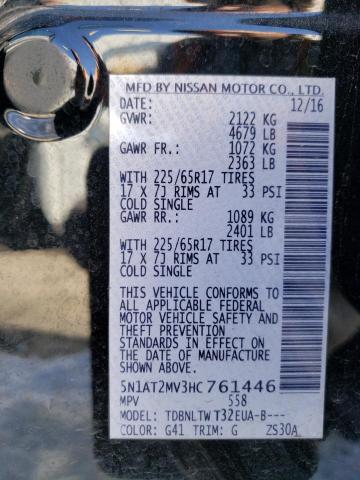 MFD BY NISSAN MOTOR CO., LTD.
DATE: 12/16
GVWR: 2122 KG
4679 LB
GAWR FR.: 1072 KG
2363 LB
WITH 225/65R17 TIRES
17 X 7J RIMS AT 33 PSI
COLD SINGLE
GAWR RR.: 1089 KG
2401 LB
WITH 225/65R17 TIRES
17 X 7J RIMS AT 33 PSI
COLD SINGLE
THIS VEHICLE CONFORMS TO
ALL APPLICABLE FEDERAL
MOTOR VEHICLE SAFETY AND
THEFT PREVENTION
STANDARDS IN EFFECT ON
THE DATE OF MANUFACTURE
SHOWN ABOVE.
5N1AT2MV3HC761446
MPV 558
MODEL: TDBNLTW T32EUA-B---
COLOR: G41 TRIM: G ZS30A